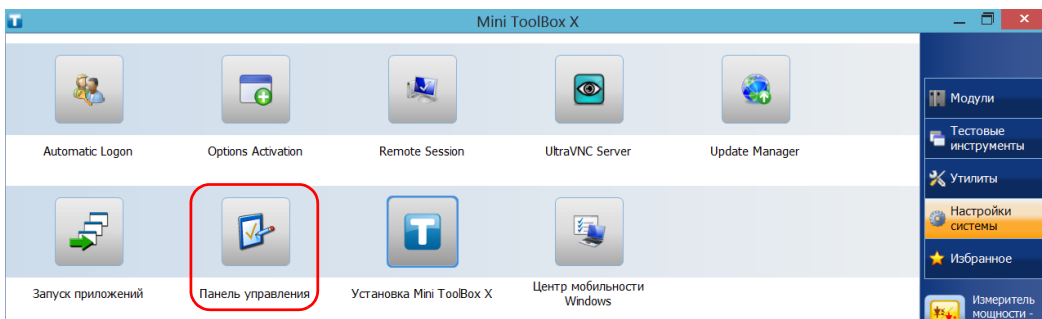 Mini ToolBox X
Automatic Logon
Options Activation
Remote Session
UltraVNC Server
Update Manager
Запуск приложений
Панель управления
Установка Mini ToolBox X
Центр мобильности
Windows
Модули
Тестовые
инструменты
Утилиты
Настройки
системы
Избранное
Измеритель
мощности -